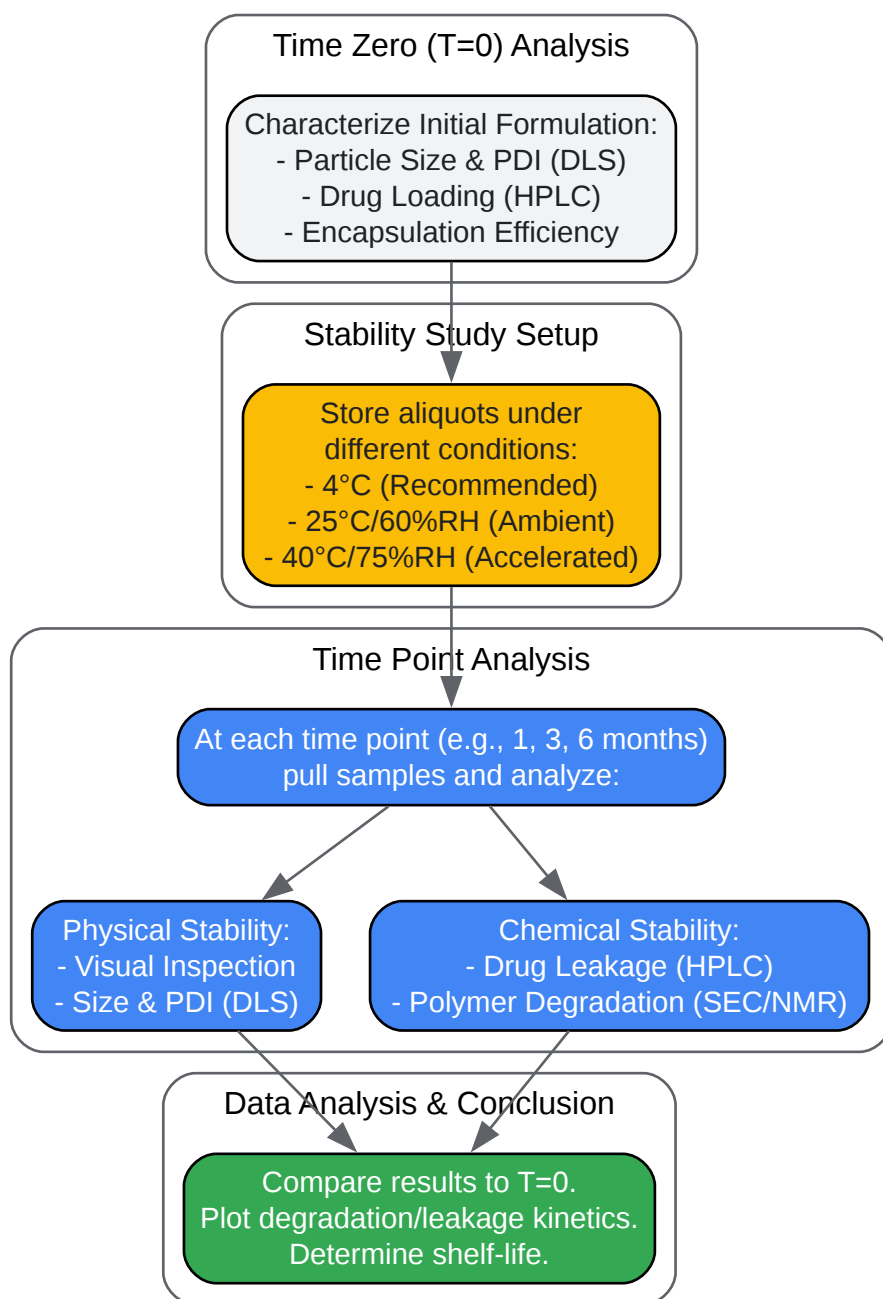 Time Zero (T=0) Analysis
Characterize Initial Formulation:
- Particle Size & PDI (DLS)
- Drug Loading (HPLC)
- Encapsulation Efficiency
Stability Study Setup
Store aliquots under
different conditions:
- 4°C (Recommended)
- 25°C/60%RH (Ambient)
- 40°C/75%RH (Accelerated)
Time Point Analysis
At each time point (e.g., 1, 3, 6 months)
pull samples and analyze:
Physical Stability:
- Visual Inspection
- Size & PDI (DLS)
Chemical Stability:
- Drug Leakage (HPLC)
- Polymer Degradation (SEC/NMR)
Data Analysis & Conclusion
Compare results to T=0.
Plot degradation/leakage kinetics.
Determine shelf-life.